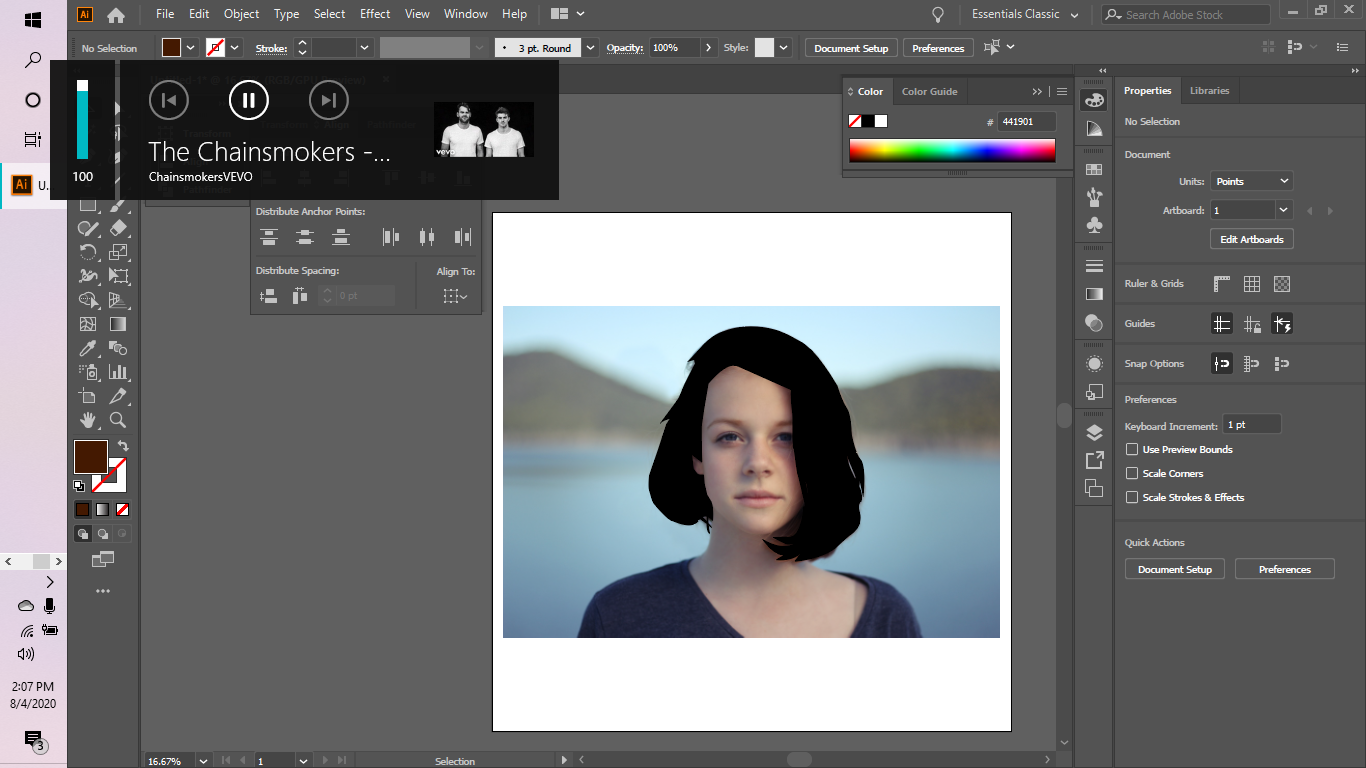 Ai
File Edit Object Type Select Effect View Window Help
Essentials Classic
Search Adobe Stock
No Selection
Stroke:
3 pt. Round
Opacity: 100%
Style:
Document Setup
Preferences
100
The Chainsmokers -...
ChainsmokersVEVO
vevo
Ai U...
Distribute Anchor Points:
Distribute Spacing:
Align To:
0 pt
Color
Color Guide
# 441901
Properties
Libraries
No Selection
Document
Units: Points
Artboard: 1
Edit Artboards
Ruler & Grids
Guides
Snap Options
Preferences
Keyboard Increment: 1 pt
Use Preview Bounds
Scale Corners
Scale Strokes & Effects
Quick Actions
Document Setup
Preferences
2:07 PM
8/4/2020
3
16.67%
1
Selection